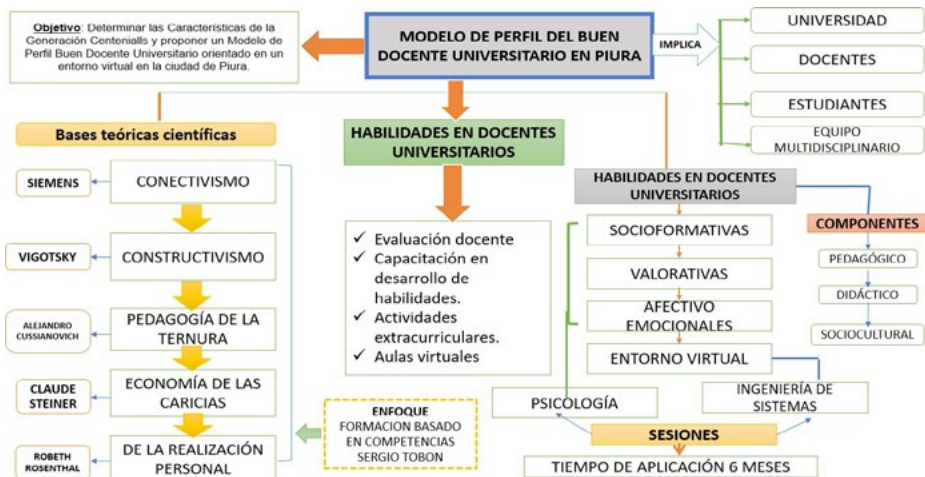 Objetivo: Determinar las Características de la
Generación Centenialls y proponer un Modelo de
Perfil Buen Docente Universitario orientado en un
entorno virtual en la ciudad de Piura.
MODELO DE PERFIL DEL BUEN
DOCENTE UNIVERSITARIO EN PIURA
IMPLICA
UNIVERSIDAD
DOCENTES
ESTUDIANTES
EQUIPO
MULTIDISCIPLINARIO
Bases teóricas científicas
SIEMENS
CONECTIVISMO
VIGOTSKY
CONSTRUCTIVISMO
ALEJANDRO
CUSSIANOVICH
PEDAGOGÍA DE LA
TERNURA
CLAUDE
STEINER
ECONOMÍA DE LAS
CARICIAS
ROBETH
ROSENTHAL
DE LA REALIZACIÓN
PERSONAL
HABILIDADES EN DOCENTES
UNIVERSITARIOS
✓ Evaluación docente
✓ Capacitación en
desarrollo de
habilidades.
✓ Actividades
extracurriculares.
✓ Aulas virtuales
ENFOQUE
FORMACION BASADO
EN COMPETENCIAS
SERGIO TOBON
HABILIDADES EN DOCENTES
UNIVERSITARIOS
SOCIOFORMATIVAS
VALORATIVAS
AFECTIVO
EMOCIONALES
ENTORNO VIRTUAL
COMPONENTES
PEDAGÓGICO
DIDÁCTICO
SOCIOCULTURAL
PSICOLOGÍA
INGENIERÍA DE
SISTEMAS
SESIONES
TIEMPO DE APLICACIÓN 6 MESES